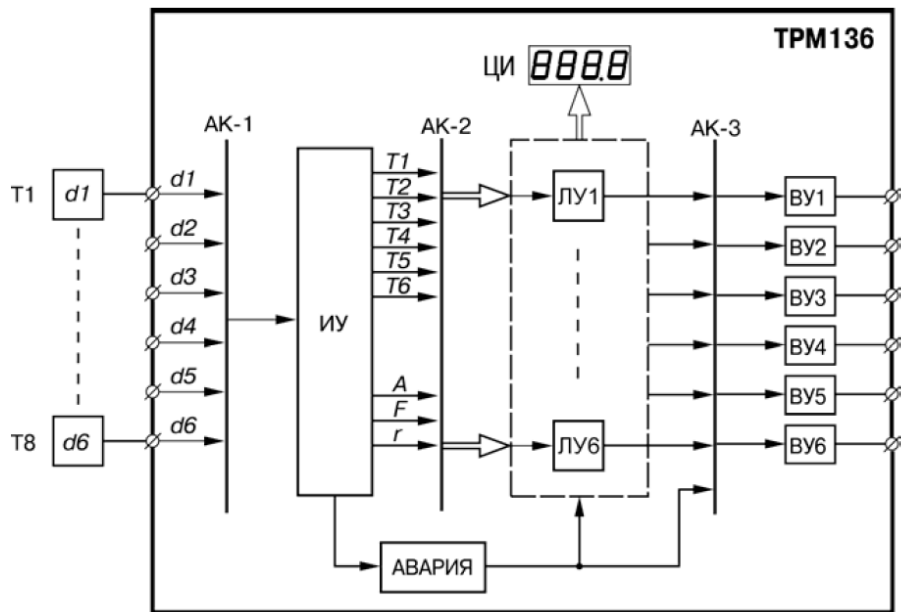 ТРМ136
ЦИ 888.8
АК-1
АК-2
АК-3
T1 d1 d1
d2
d3
d4
d5
T8 d6 d6
ИУ
T1
T2
T3
T4
T5
T6
A
F
r
ЛУ1
ЛУ6
ВУ1
ВУ2
ВУ3
ВУ4
ВУ5
ВУ6
АВАРИЯ